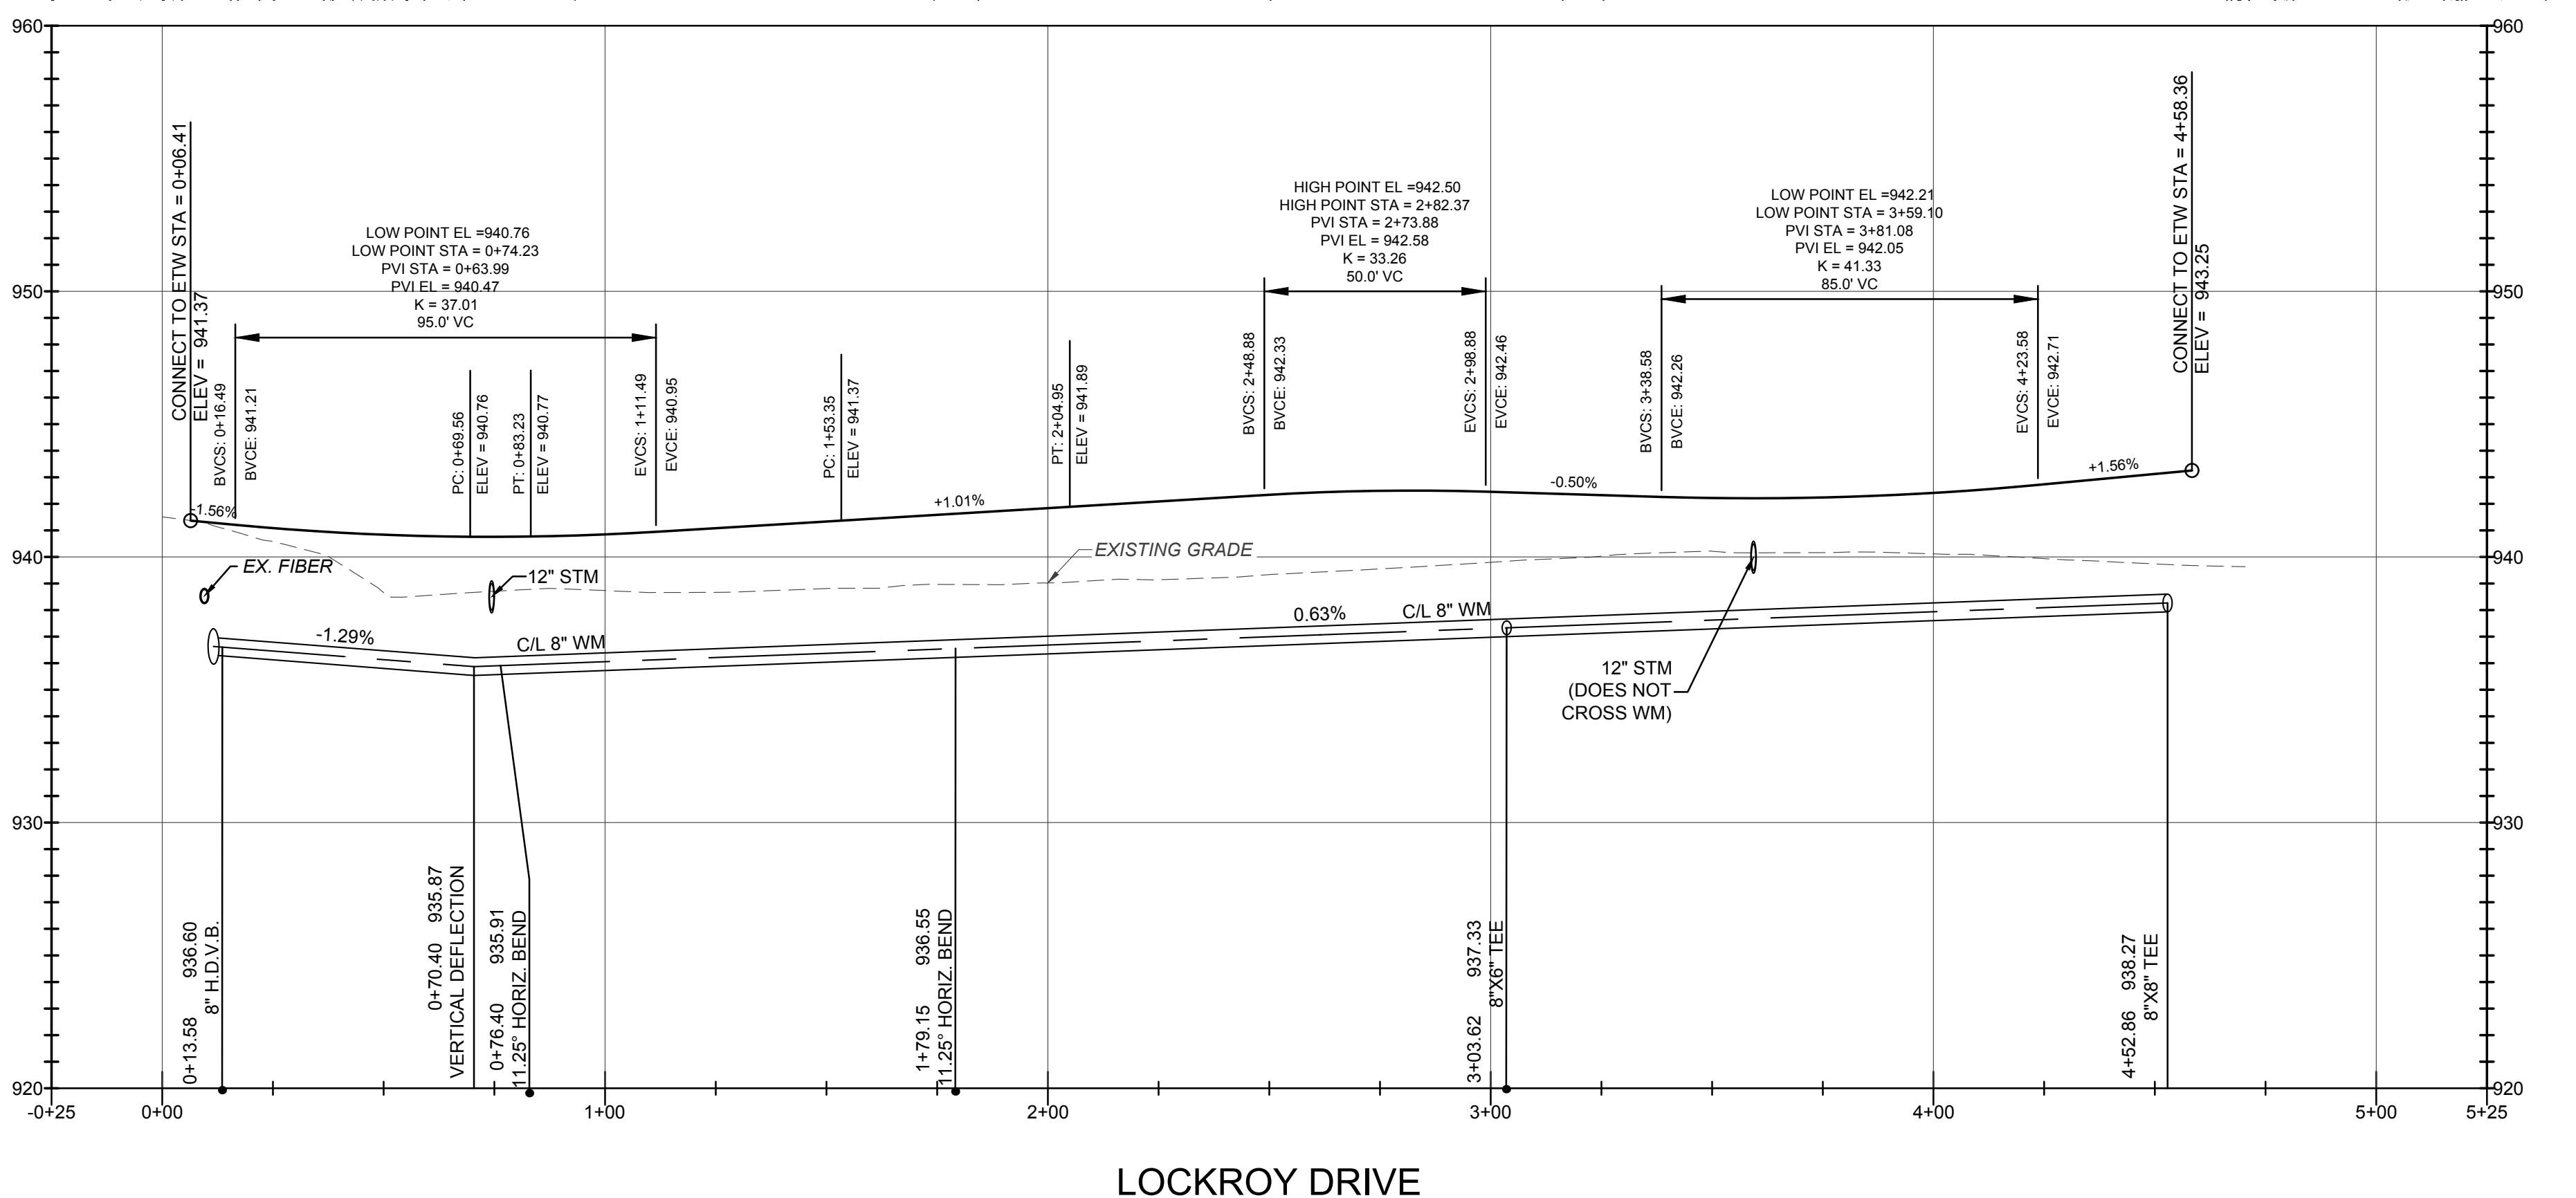 960
960
CONNECT TO ETW STA = 0+06.41
ELEV = 941.37
LOW POINT EL =940.76
LOW POINT STA = 0+74.23
PVI STA = 0+63.99
PVI EL = 940.47
K = 37.01
95.0' VC
HIGH POINT EL =942.50
HIGH POINT STA = 2+82.37
PVI STA = 2+73.88
PVI EL = 942.58
K = 33.26
50.0' VC
LOW POINT EL =942.21
LOW POINT STA = 3+59.10
PVI STA = 3+81.08
PVI EL = 942.05
K = 41.33
85.0' VC
CONNECT TO ETW STA = 4+58.36
ELEV = 943.25
950
950
BVCS: 0+16.49
BVCE: 941.21
PC: 0+69.56
ELEV = 940.76
PT: 0+83.23
ELEV = 940.77
EVCS: 1+11.49
EVCE: 940.95
PC: 1+53.35
ELEV = 941.37
PT: 2+04.95
ELEV = 941.89
BVCS: 2+48.88
BVCE: 942.33
EVCS: 2+98.88
EVCE: 942.46
BVCS: 3+38.58
BVCE: 942.26
EVCS: 4+23.58
EVCE: 942.71
-1.56%
+1.01%
-0.50%
+1.56%
940
940
EXISTING GRADE
EX. FIBER
12" STM
-1.29%
C/L 8" WM
0.63%
C/L 8" WM
12" STM
(DOES NOT
CROSS WM)
930
930
0+13.58 936.60
8" H.D.V.B.
0+70.40 935.87
VERTICAL DEFLECTION
0+76.40 935.91
11.25° HORIZ. BEND
1+79.15 936.55
11.25° HORIZ. BEND
3+03.62 937.33
8"X6" TEE
4+52.86 938.27
8"X8" TEE
920
920
-0+25
0+00
1+00
2+00
3+00
4+00
5+00
5+25
LOCKROY DRIVE